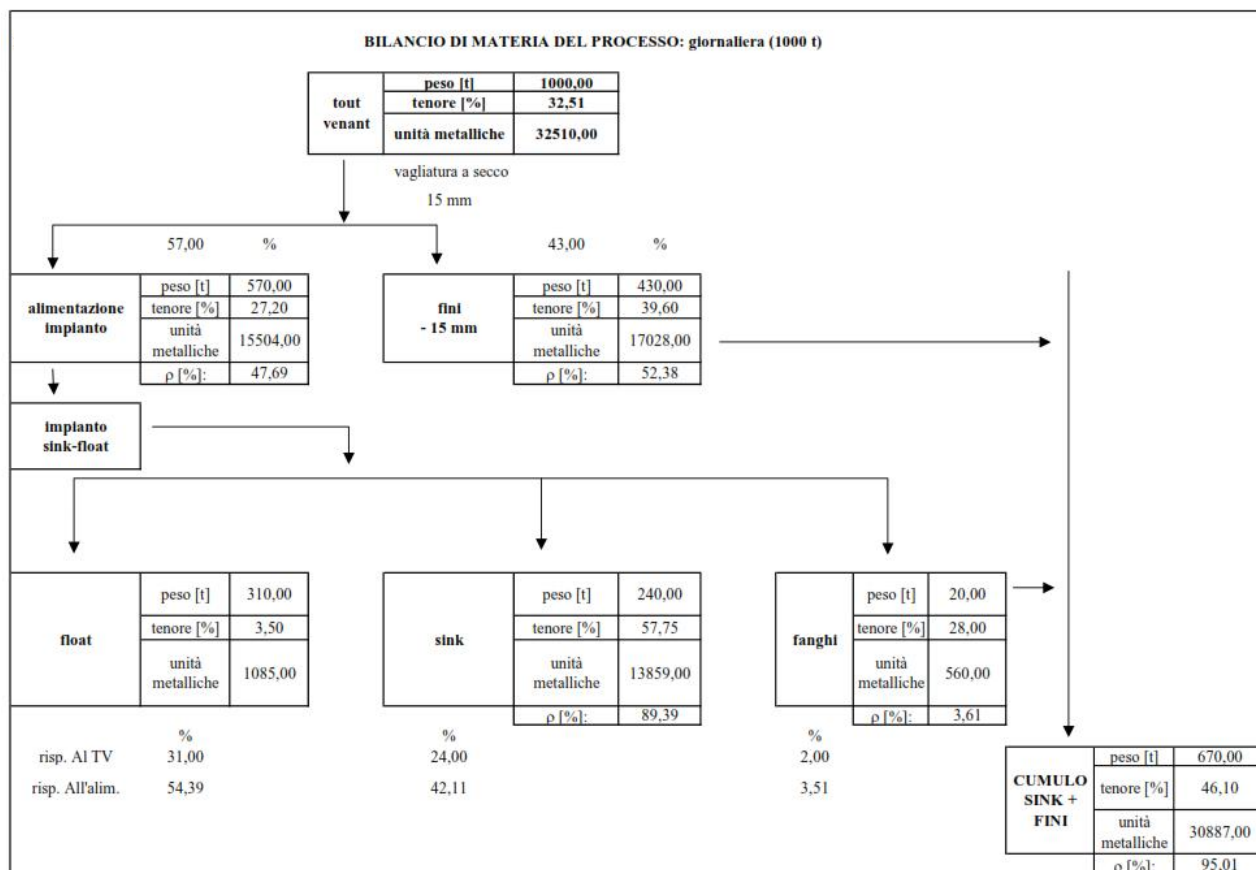 BILANCIO DI MATERIA DEL PROCESSO: giornaliera (1000 t)
tout venant
peso [t] 1000,00
tenore [%] 32,51
unità metalliche 32510,00
vagliatura a secco
15 mm
57,00 %
43,00 %
alimentazione impianto
peso [t] 570,00
tenore [%] 27,20
unità metalliche 15504,00
ρ [%]: 47,69
fini - 15 mm
peso [t] 430,00
tenore [%] 39,60
unità metalliche 17028,00
ρ [%]: 52,38
impianto sink-float
float
peso [t] 310,00
tenore [%] 3,50
unità metalliche 1085,00
sink
peso [t] 240,00
tenore [%] 57,75
unità metalliche 13859,00
ρ [%]: 89,39
fanghi
peso [t] 20,00
tenore [%] 28,00
unità metalliche 560,00
ρ [%]: 3,61
% % %
risp. Al TV 31,00 24,00 2,00
risp. All'alim. 54,39 42,11 3,51
CUMULO SINK + FINI
peso [t] 670,00
tenore [%] 46,10
unità metalliche 30887,00
ρ [%]: 95,01